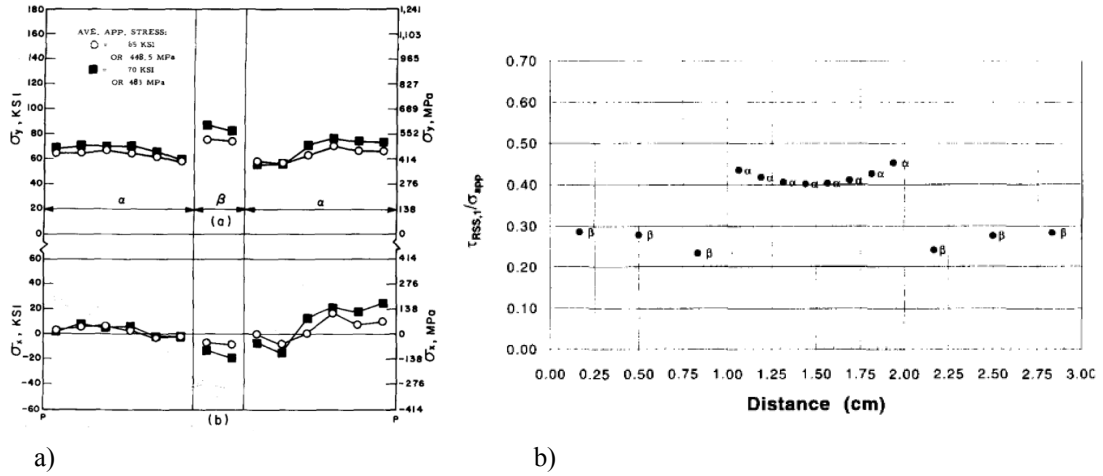 180
160
140
120
100
80
60
40
20
0
60
40
20
0
-20
-40
-60
σy, KSI
σx, KSI
AVE. APP. STRESS:
○ = 65 KSI
OR 448.5 MPa
■ = 70 KSI
OR 483 MPa
α
β
α
(a)
(b)
P
P
1,241
1,103
965
827
689
552
414
276
138
0
414
276
138
0
-138
-276
-414
σy, MPa
σx, MPa
a)
0.70
0.60
0.50
0.40
0.30
0.20
0.10
0.00
τRSS,1/σapp
β
β
β
α
α
α
α
α
α
α
α
β
β
β
0.00 0.25 0.50 0.75 1.00 1.25 1.50 1.75 2.00 2.25 2.50 2.75 3.00
Distance (cm)
b)